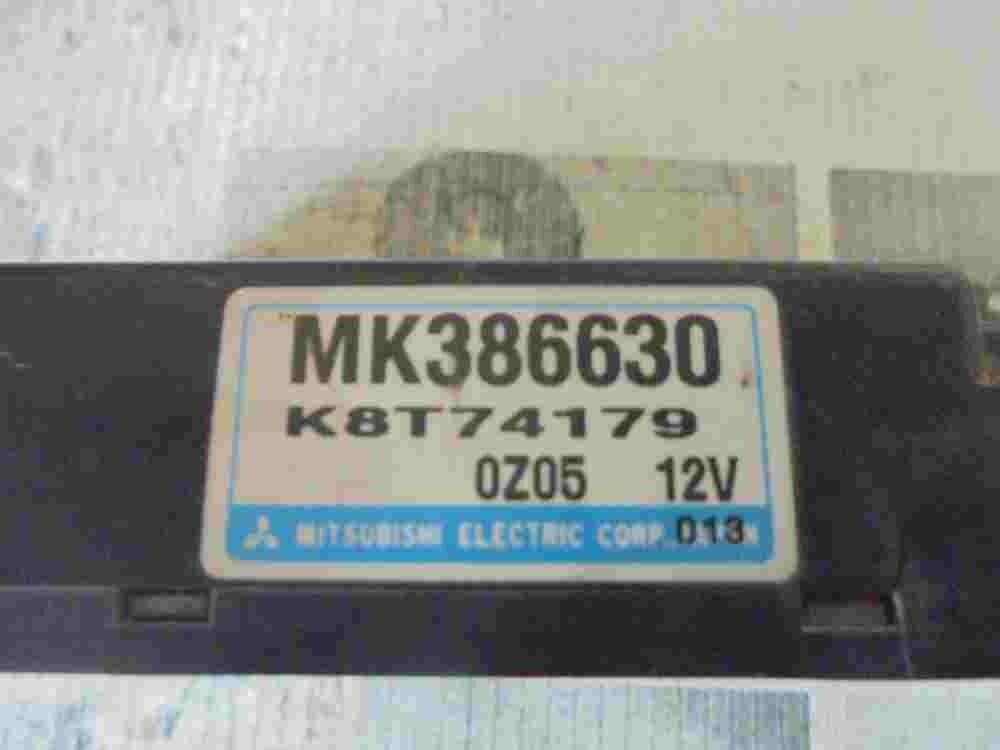 MK386630
K8T74179
0Z05 12V
MITSUBISHI ELECTRIC CORP. 013